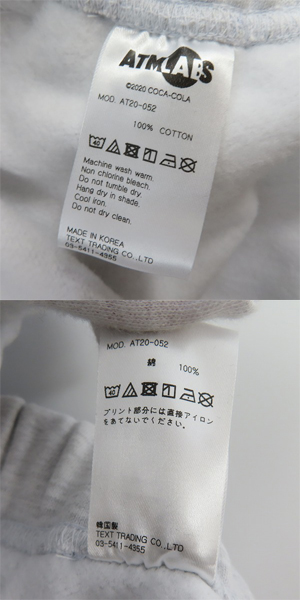 ATMLABS
©2020 COCA-COLA
MOD. AT20-052
100% COTTON
40
Machine wash warm.
Non chlorine bleach.
Do not tumble dry.
Hang dry in shade.
Cool iron.
Do not dry clean.
MADE IN KOREA
TEXT TRADING CO.,LTD
03-5411-4355
MOD. AT20-052
綿 100%
40
プリント部分には直接アイロン
をあてないでください。
韓国製
TEXT TRADING CO.,LTD
03-5411-4355